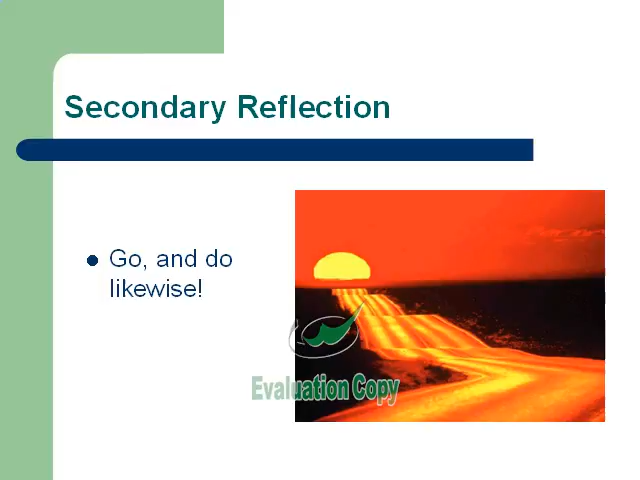 Secondary Reflection
Go, and do
likewise!
Evaluation Copy